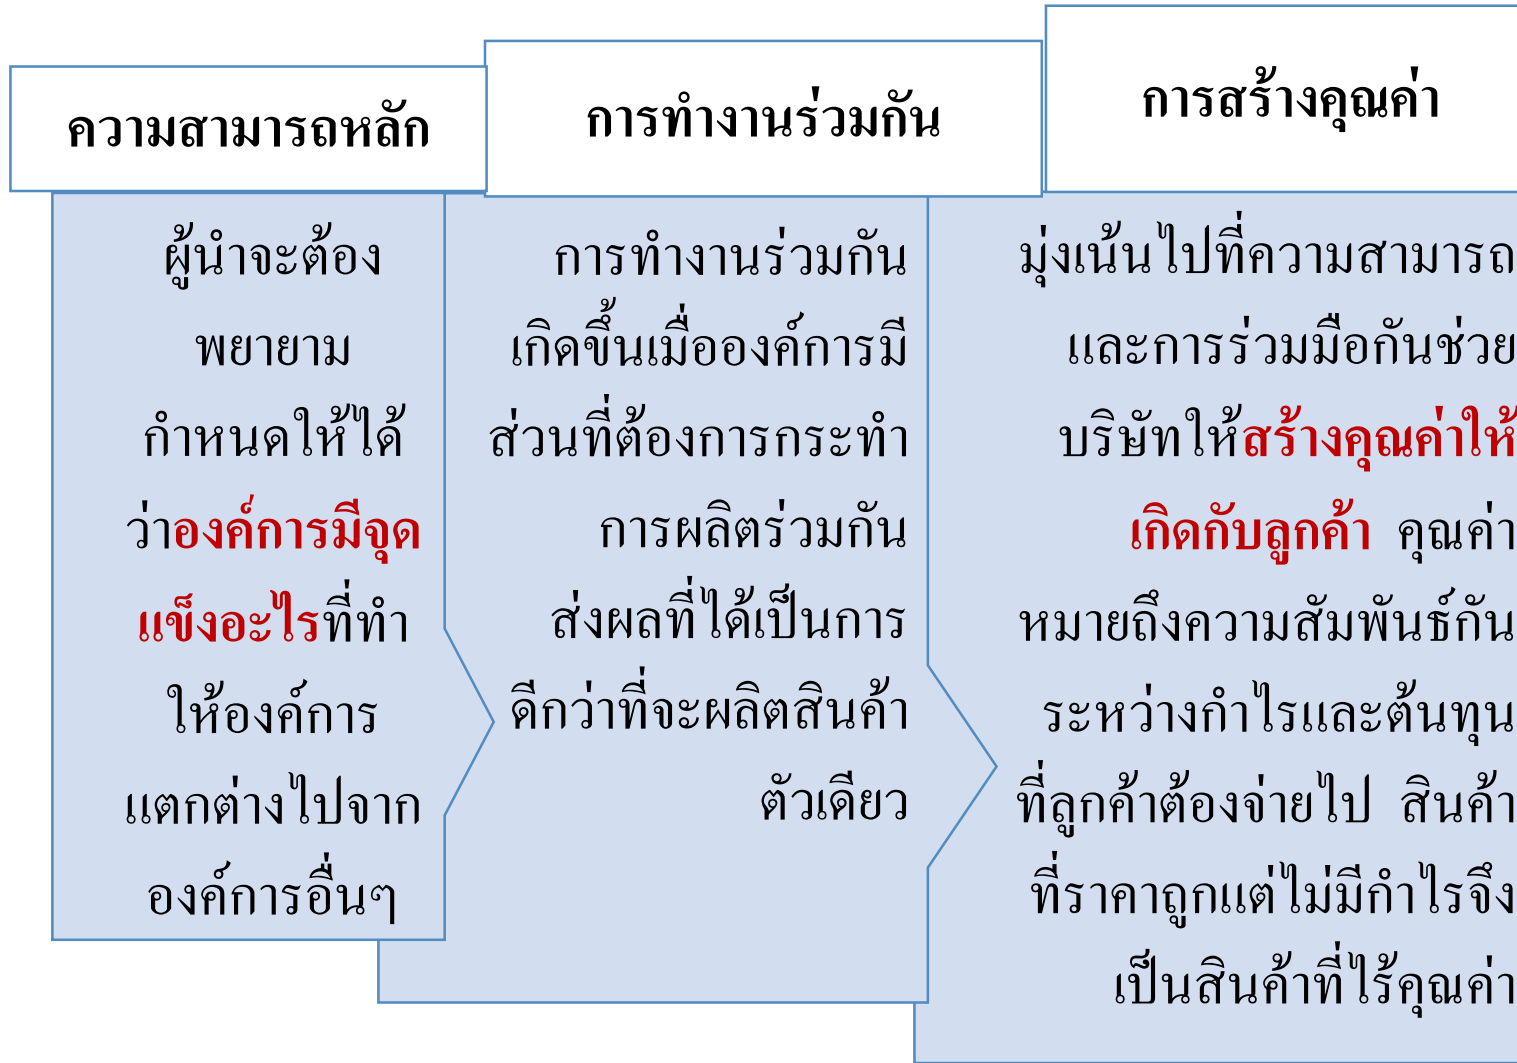 ความสามารถหลัก
ผู้นำจะต้อง
พยายาม
กำหนดให้ได้
ว่าองค์การมีจุด
แข็งอะไรที่ทำ
ให้องค์การ
แตกต่างไปจาก
องค์การอื่นๆ
การทำงานร่วมกัน
การทำงานร่วมกัน
เกิดขึ้นเมื่อองค์การมี
ส่วนที่ต้องการกระทำ
การผลิตร่วมกัน
ส่งผลที่ได้เป็นการ
ดีกว่าที่จะผลิตสินค้า
ตัวเดียว
การสร้างคุณค่า
มุ่งเน้นไปที่ความสามารถ
และการร่วมมือกันช่วย
บริษัทให้สร้างคุณค่าให้
เกิดกับลูกค้า คุณค่า
หมายถึงความสัมพันธ์กัน
ระหว่างกำไรและต้นทุน
ที่ลูกค้าต้องจ่ายไป สินค้า
ที่ราคาถูกแต่ไม่มีกำไรจึง
เป็นสินค้าที่ไร้คุณค่า